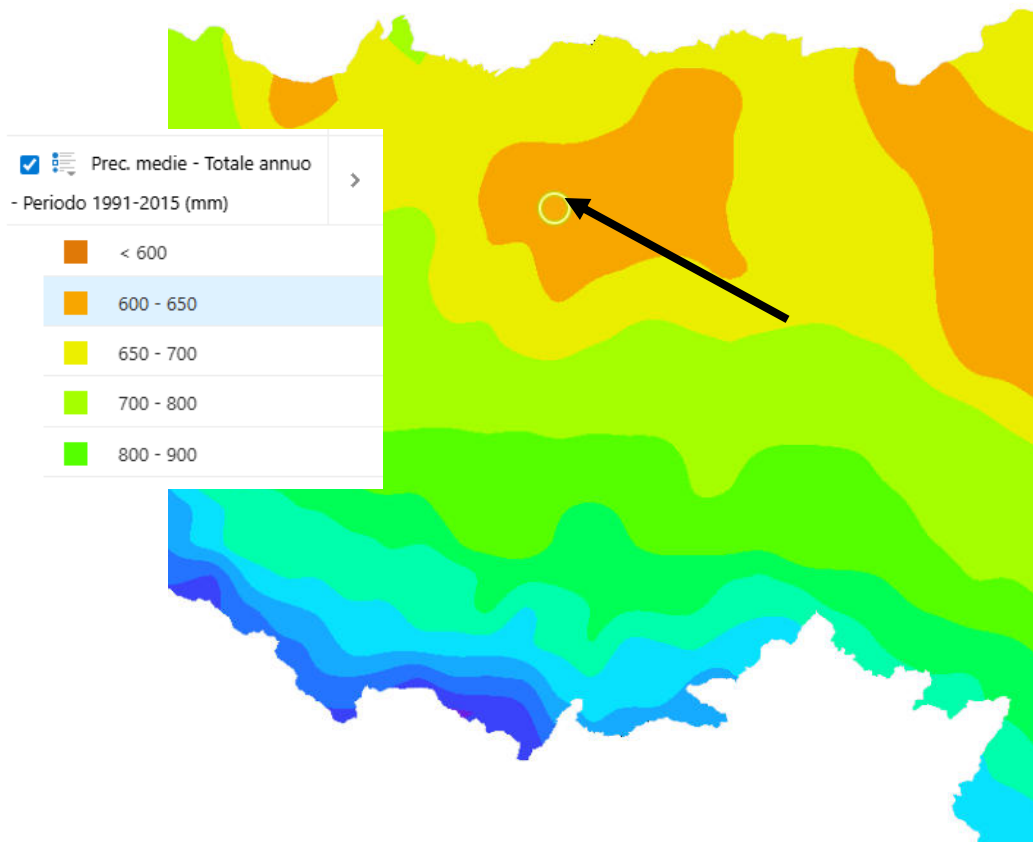 Prec. medie - Totale annuo
- Periodo 1991-2015 (mm)
< 600
600 - 650
650 - 700
700 - 800
800 - 900